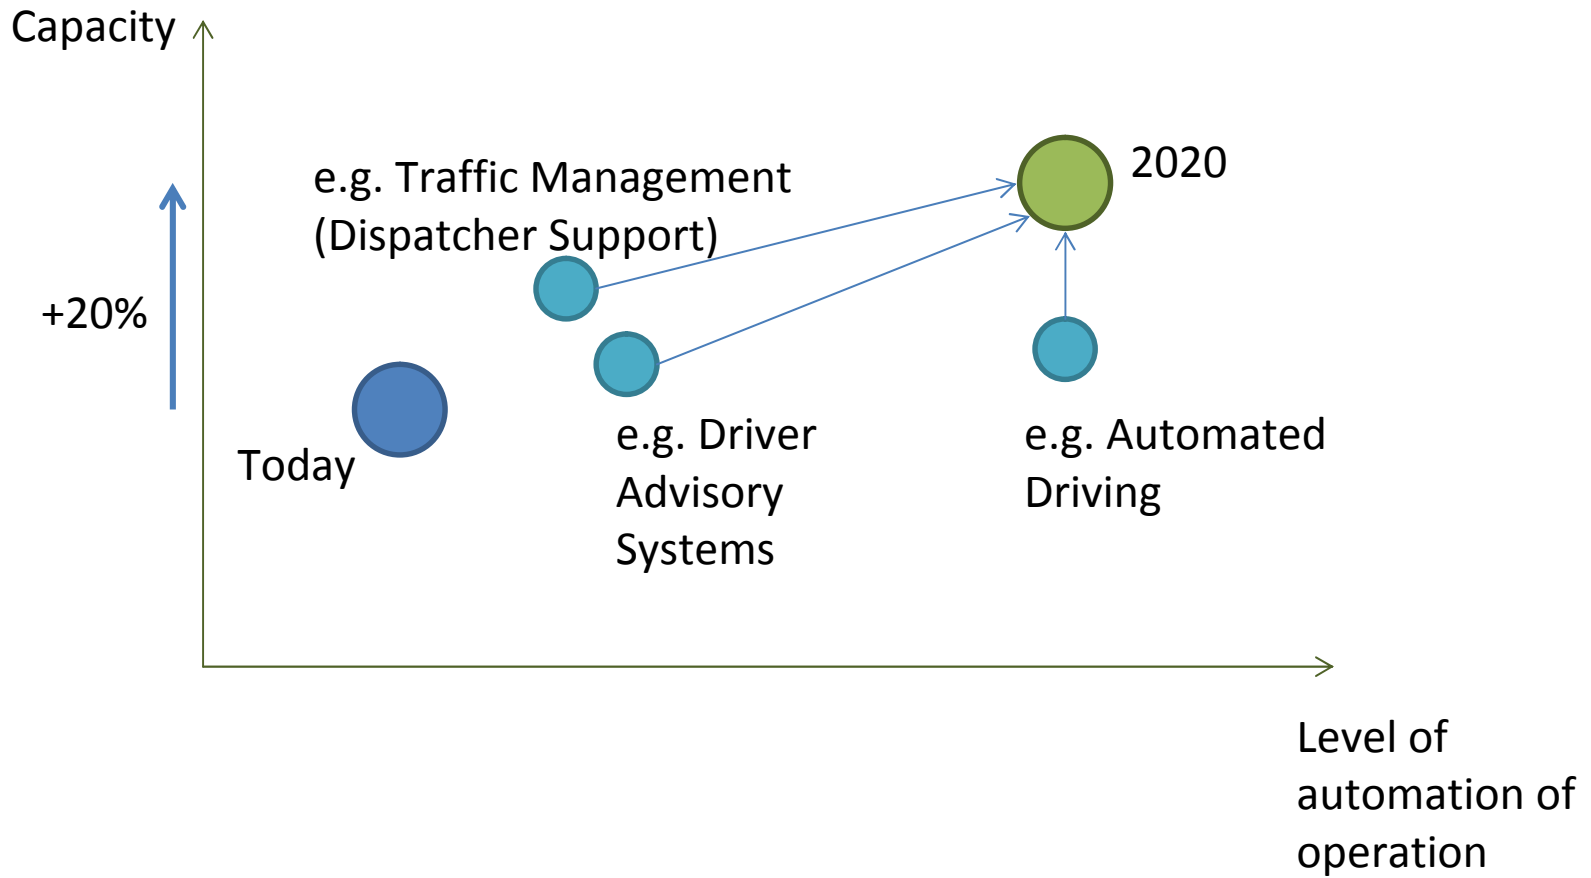 Capacity
2020
e.g. Traffic Management
(Dispatcher Support)
+20%
Today
e.g. Driver
Advisory
Systems
e.g. Automated
Driving
Level of
automation of
operation